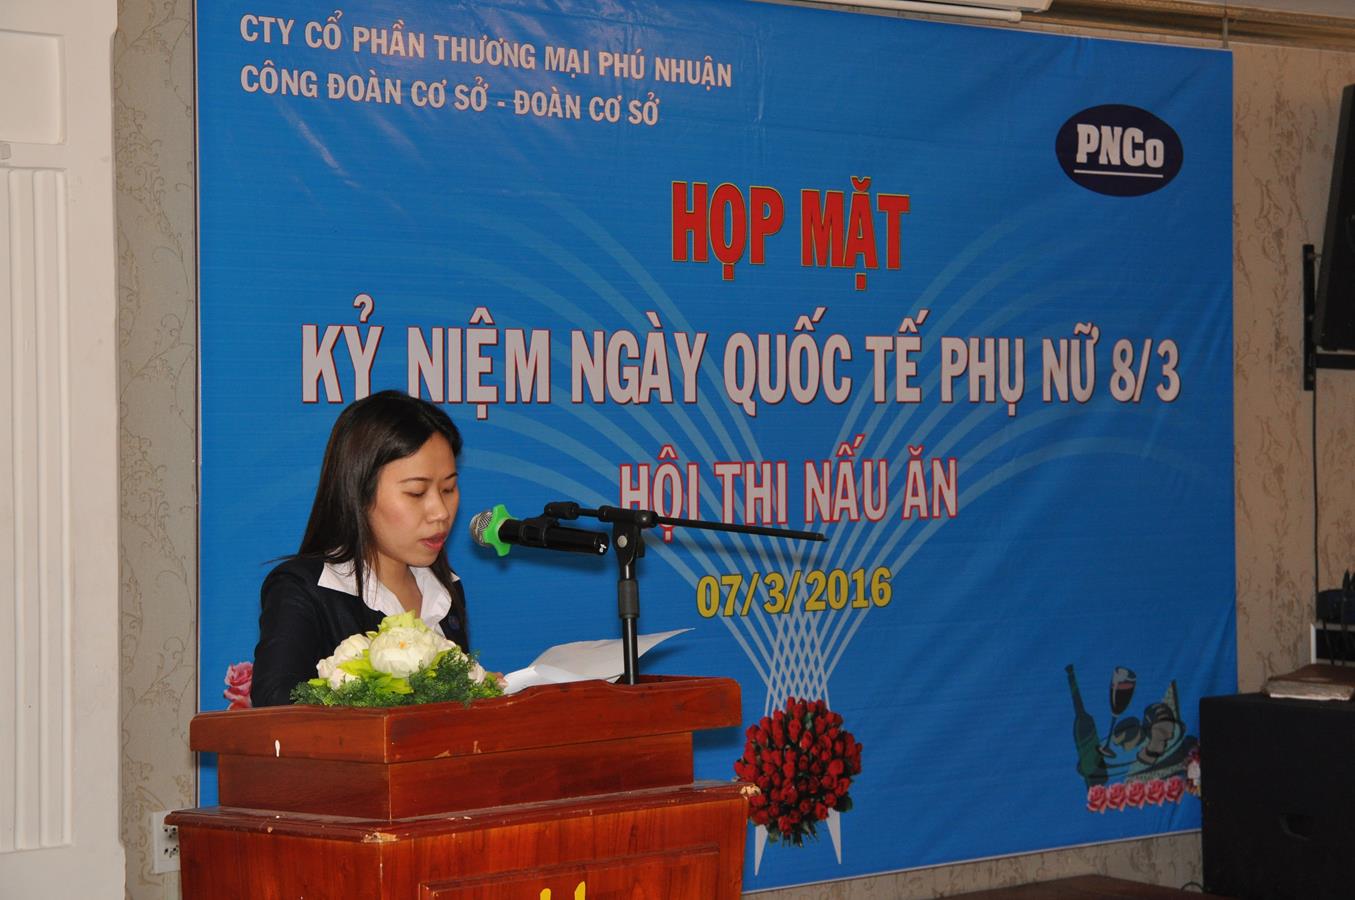 CTY CỔ PHẦN THƯƠNG MẠI PHÚ NHUẬN
CÔNG ĐOÀN CƠ SỞ - ĐOÀN CƠ SỞ
PNCo
HỌP MẶT
KỶ NIỆM NGÀY QUỐC TẾ PHỤ NỮ 8/3
HỘI THI NẤU ĂN
07/3/2016